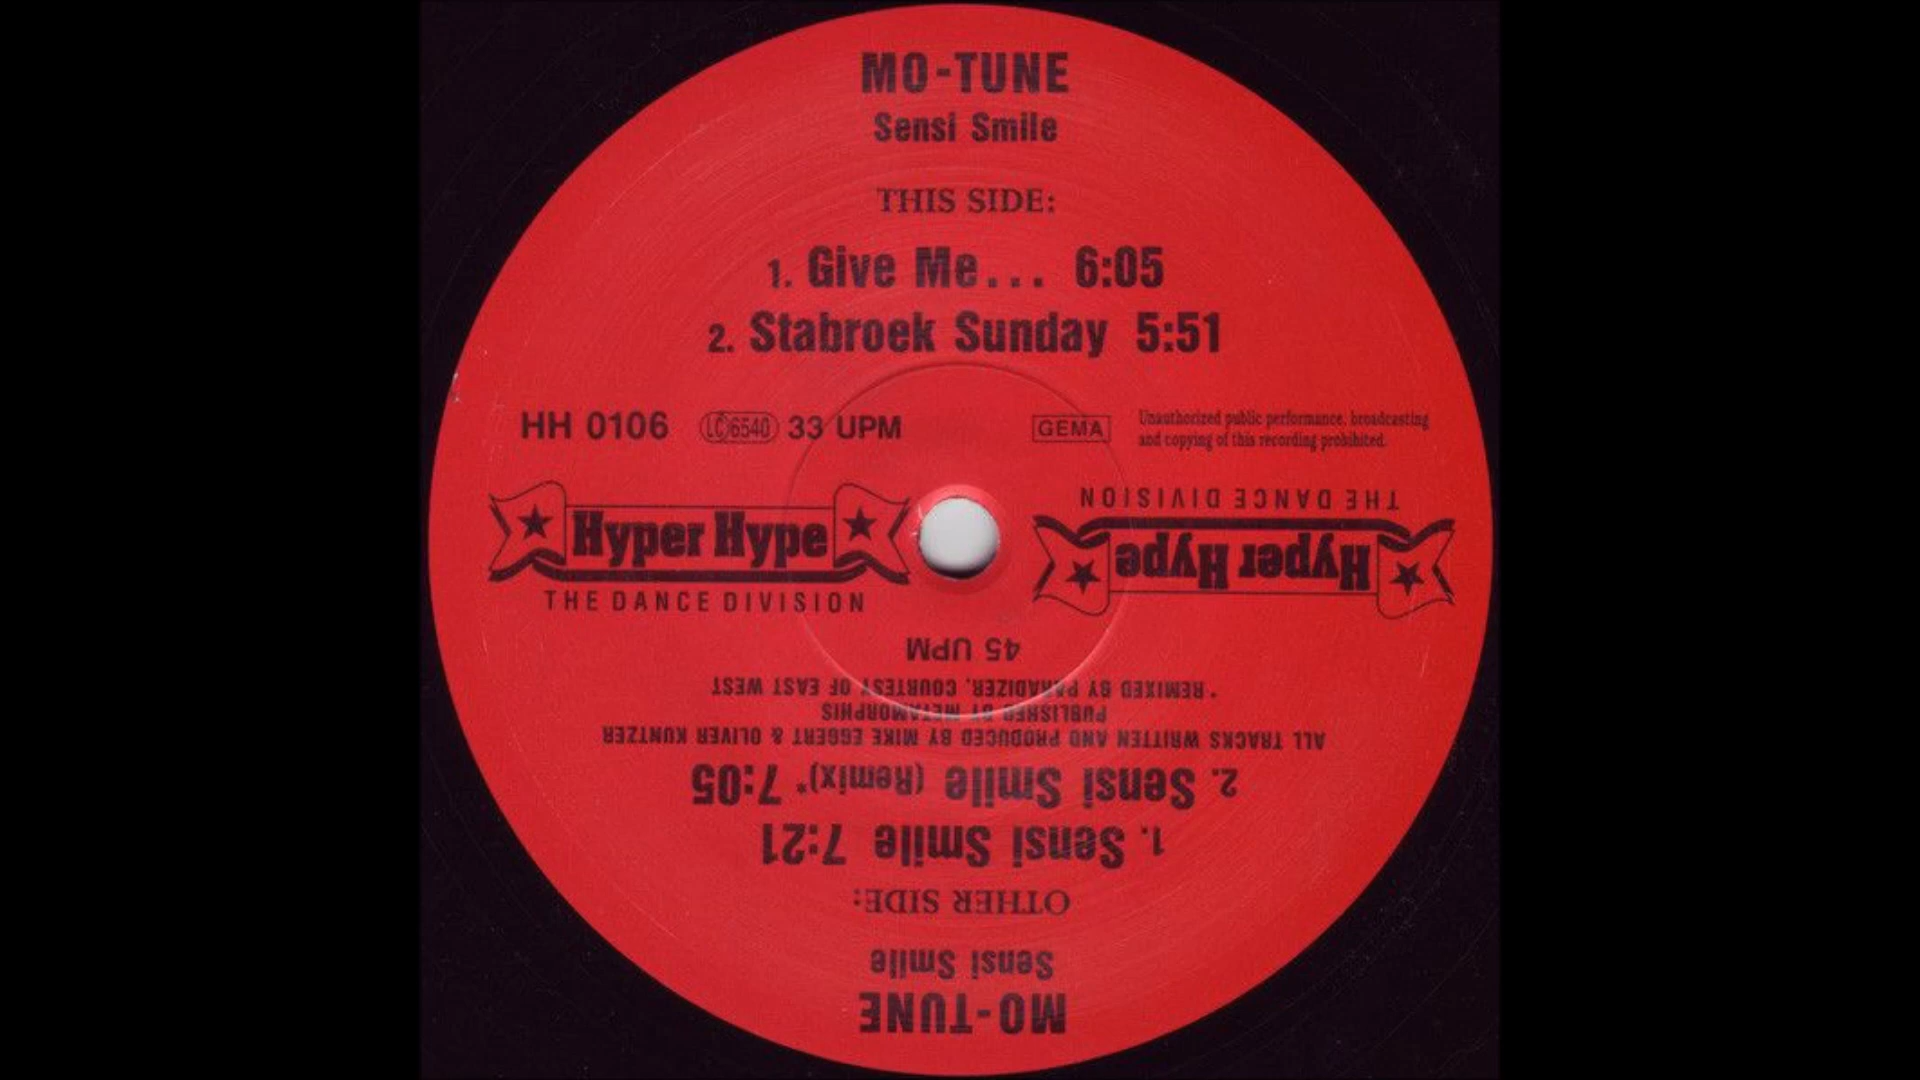 MO-TUNE
Sensi Smile
THIS SIDE:
1. Give Me... 6:05
2. Stabroek Sunday 5:51
HH 0106 LC 6540 33 UPM GEMA
Unauthorized public performance, broadcasting
and copying of this recording prohibited.
Hyper Hype
THE DANCE DIVISION
MO-TUNE
Sensi Smile
OTHER SIDE:
1. Sensi Smile 7:21
2. Sensi Smile (Remix)* 7:05
ALL TRACKS WRITTEN AND PRODUCED BY MIKE EGGERT & OLIVER KUNTZER
PUBLISHED BY METAMORPHIS
*REMIXED BY PARADIZER, COURTESY OF EAST WEST
45 UPM
Hyper Hype
THE DANCE DIVISION